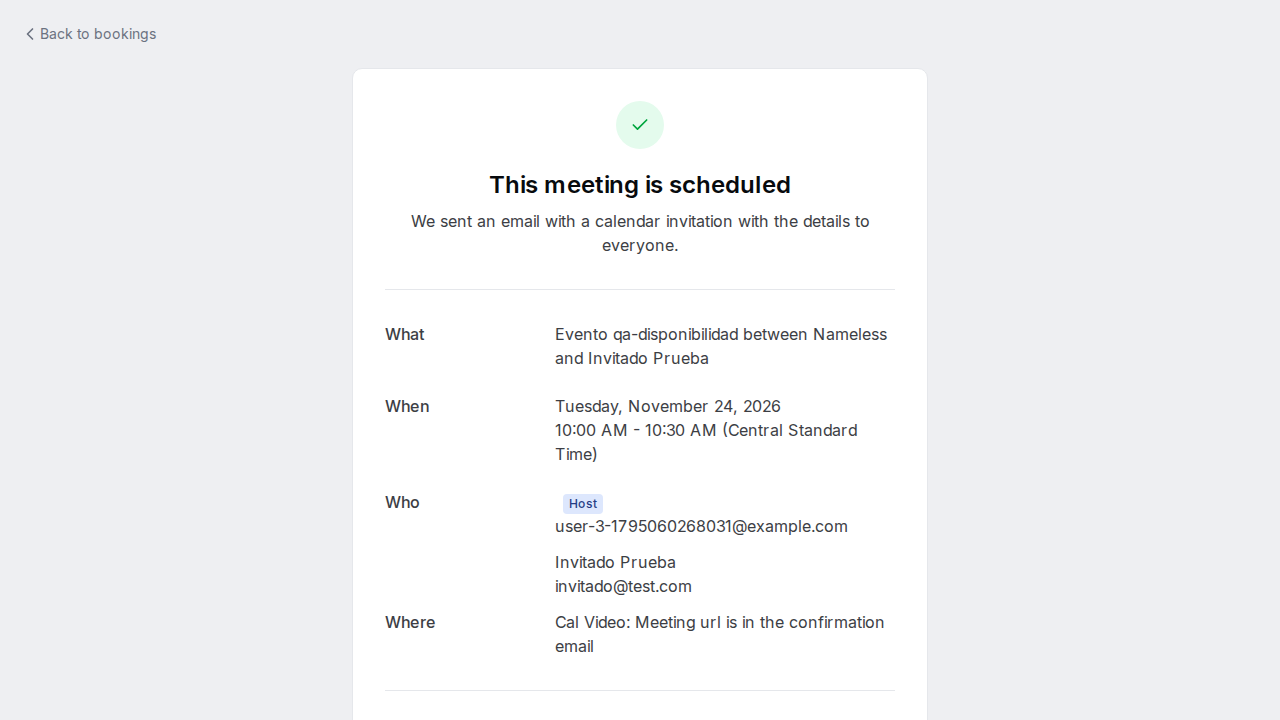 Back to bookings
This meeting is scheduled
We sent an email with a calendar invitation with the details to
everyone.
What
Evento qa-disponibilidad between Nameless
and Invitado Prueba
When
Tuesday, November 24, 2026
10:00 AM - 10:30 AM (Central Standard
Time)
Who
Host
user-3-1795060268031@example.com
Invitado Prueba
invitado@test.com
Where
Cal Video: Meeting url is in the confirmation
email